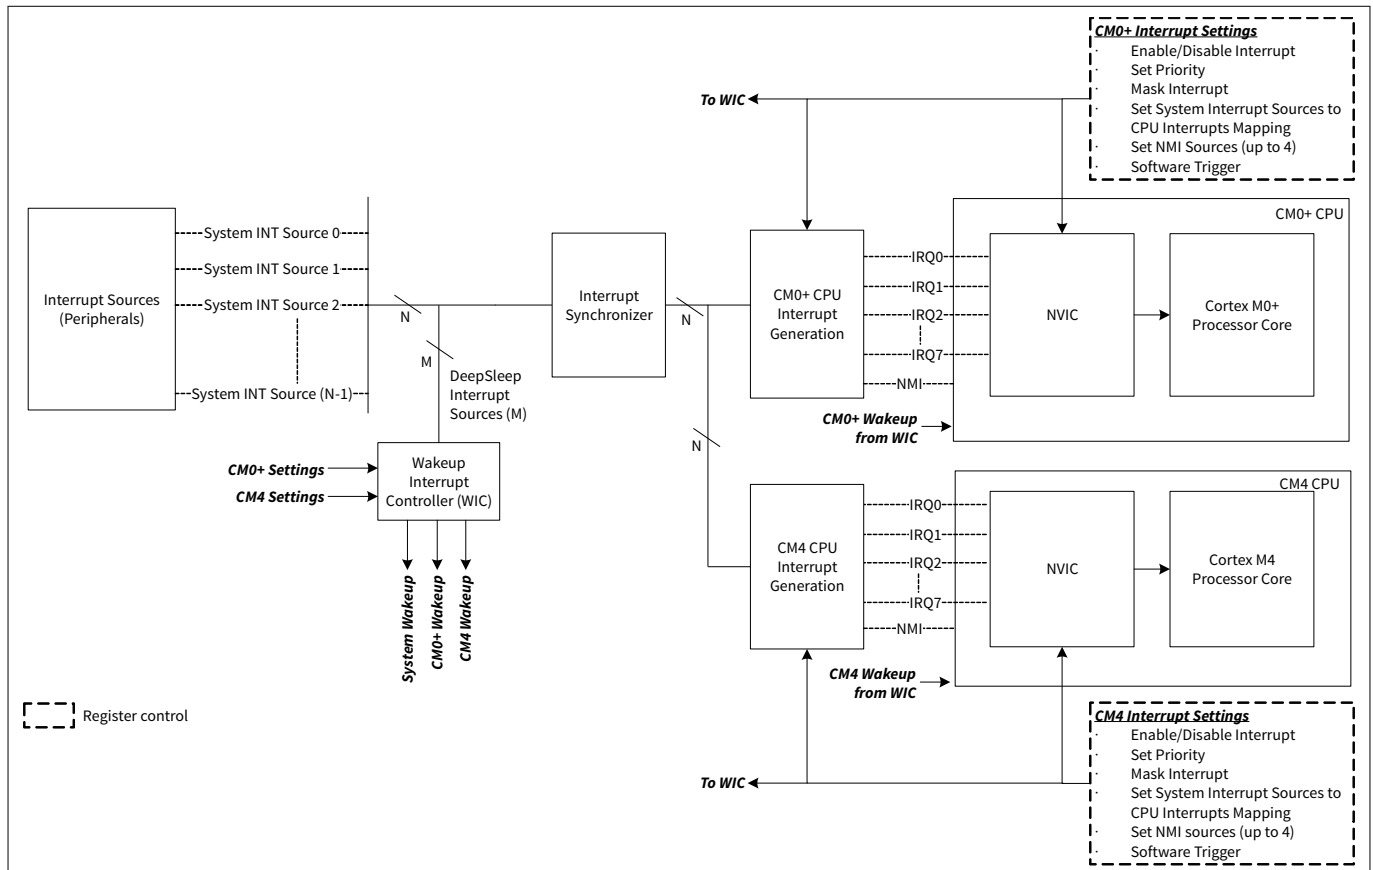 CM0+ Interrupt Settings
· Enable/Disable Interrupt
· Set Priority
· Mask Interrupt
· Set System Interrupt Sources to
CPU Interrupts Mapping
· Set NMI Sources (up to 4)
· Software Trigger
To WIC
Interrupt Sources
(Peripherals)
System INT Source 0
System INT Source 1
System INT Source 2
System INT Source (N-1)
N
M
DeepSleep
Interrupt
Sources (M)
Interrupt
Synchronizer
N
N
CM0+ CPU
Interrupt
Generation
IRQ0
IRQ1
IRQ2
IRQ7
NMI
CM0+ Wakeup
from WIC
CM0+ CPU
NVIC
Cortex M0+
Processor Core
CM0+ Settings
CM4 Settings
Wakeup
Interrupt
Controller (WIC)
System Wakeup
CM0+ Wakeup
CM4 Wakeup
CM4 CPU
Interrupt
Generation
IRQ0
IRQ1
IRQ2
IRQ7
NMI
CM4 Wakeup
from WIC
CM4 CPU
NVIC
Cortex M4
Processor Core
Register control
To WIC
CM4 Interrupt Settings
· Enable/Disable Interrupt
· Set Priority
· Mask Interrupt
· Set System Interrupt Sources to
CPU Interrupts Mapping
· Set NMI sources (up to 4)
· Software Trigger